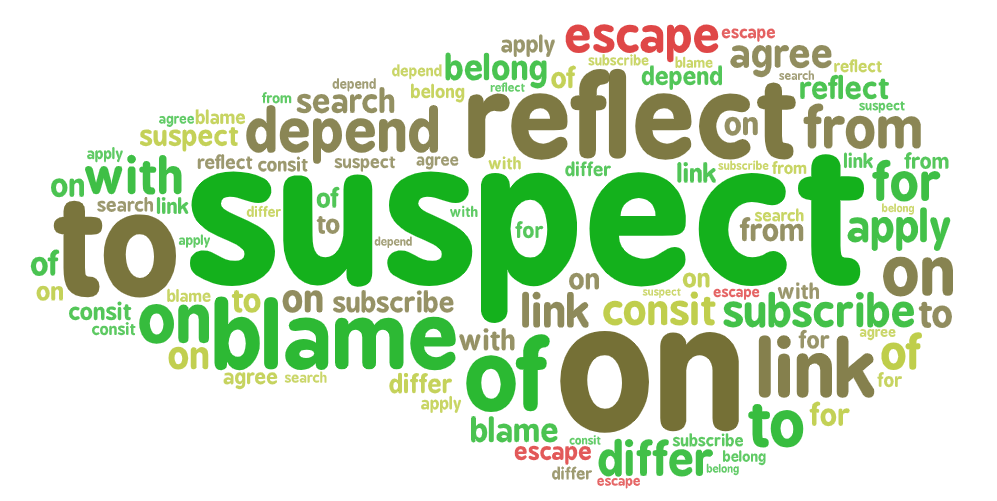 escape escape
apply agree
subscribe blame
depend belong of depend search reflect
depend belong reflect reflect
from search reflect on from suspect
agree blame
suspect depend
apply reflect consit suspect agree with differ link subscribe from link from
on with for
search link suspect of differ with for search belong
to to from apply
apply depend
of on on on
on blame to on subscribe link suspect escape with
consit consit subscribe to
consit on blame with for agree
on of on link of
agree search differ for
apply to for
blame consit subscribe
escape differ belong
differ escape belong